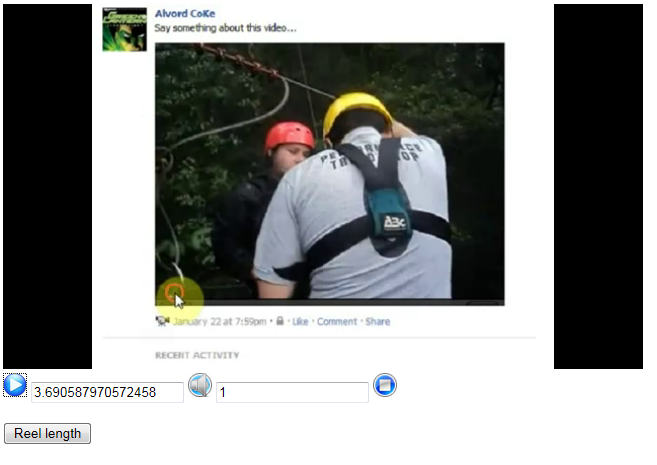 Alvord CoKe
Say something about this video...
ABC
January 22 at 7:59pm · Like · Comment · Share
RECENT ACTIVITY
3.690587970572458
1
Reel length